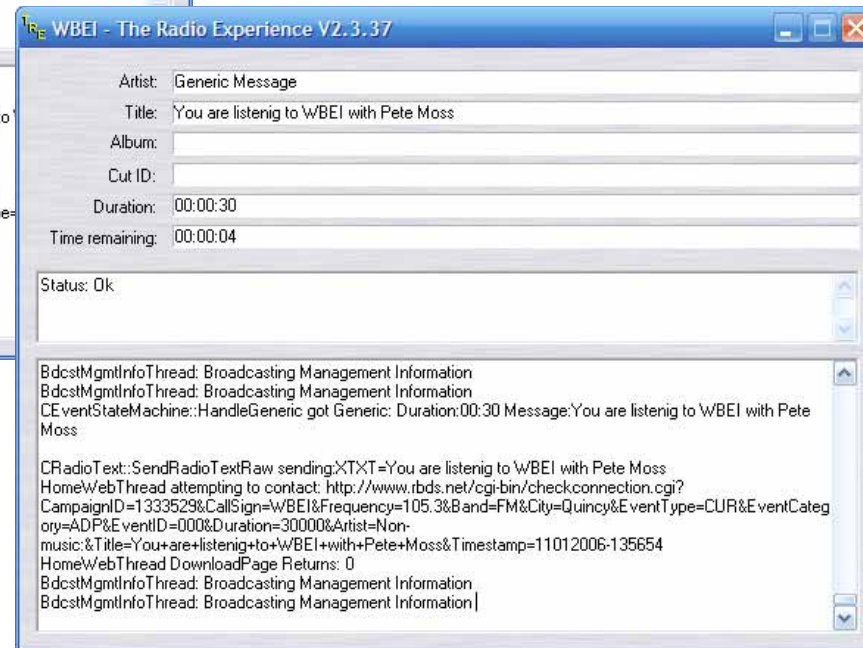 TRE WBEI - The Radio Experience V2.3.37
Artist: Generic Message
Title: You are listenig to WBEI with Pete Moss
Album:
Cut ID:
Duration: 00:00:30
Time remaining: 00:00:04
Status: Ok
BdcstMgmtInfoThread: Broadcasting Management Information
BdcstMgmtInfoThread: Broadcasting Management Information
CEventStateMachine::HandleGeneric got Generic: Duration:00:30 Message:You are listenig to WBEI with Pete
Moss
CRadioText::SendRadioTextRaw sending:XTXT=You are listenig to WBEI with Pete Moss
HomeWebThread attempting to contact: http://www.rbds.net/cgi-bin/checkconnection.cgi?
CampaignID=1333529&CallSign=WBEI&Frequency=105.3&Band=FM&City=Quincy&EventType=CUR&EventCateg
ory=ADP&EventID=000&Duration=30000&Artist=Non-
music:&Title=You+are+listenig+to+WBEI+with+Pete+Moss&Timestamp=11012006-135654
HomeWebThread DownloadPage Returns: 0
BdcstMgmtInfoThread: Broadcasting Management Information
BdcstMgmtInfoThread: Broadcasting Management Information